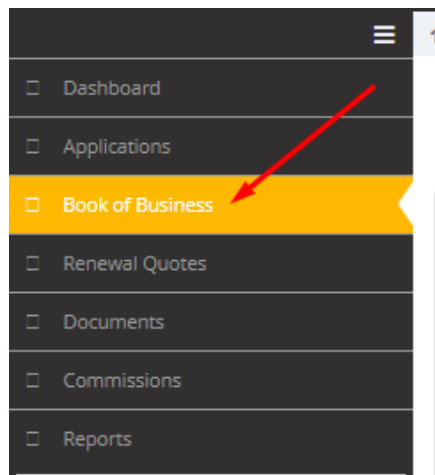 Dashboard
Applications
Book of Business
Renewal Quotes
Documents
Commissions
Reports